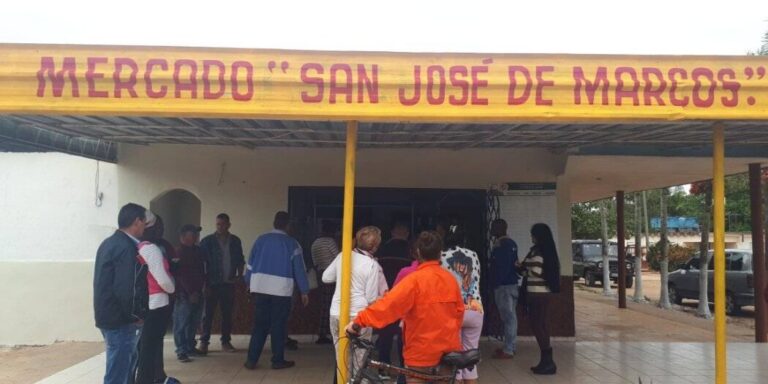 MERCADO "SAN JOSÉ DE MARCOS".